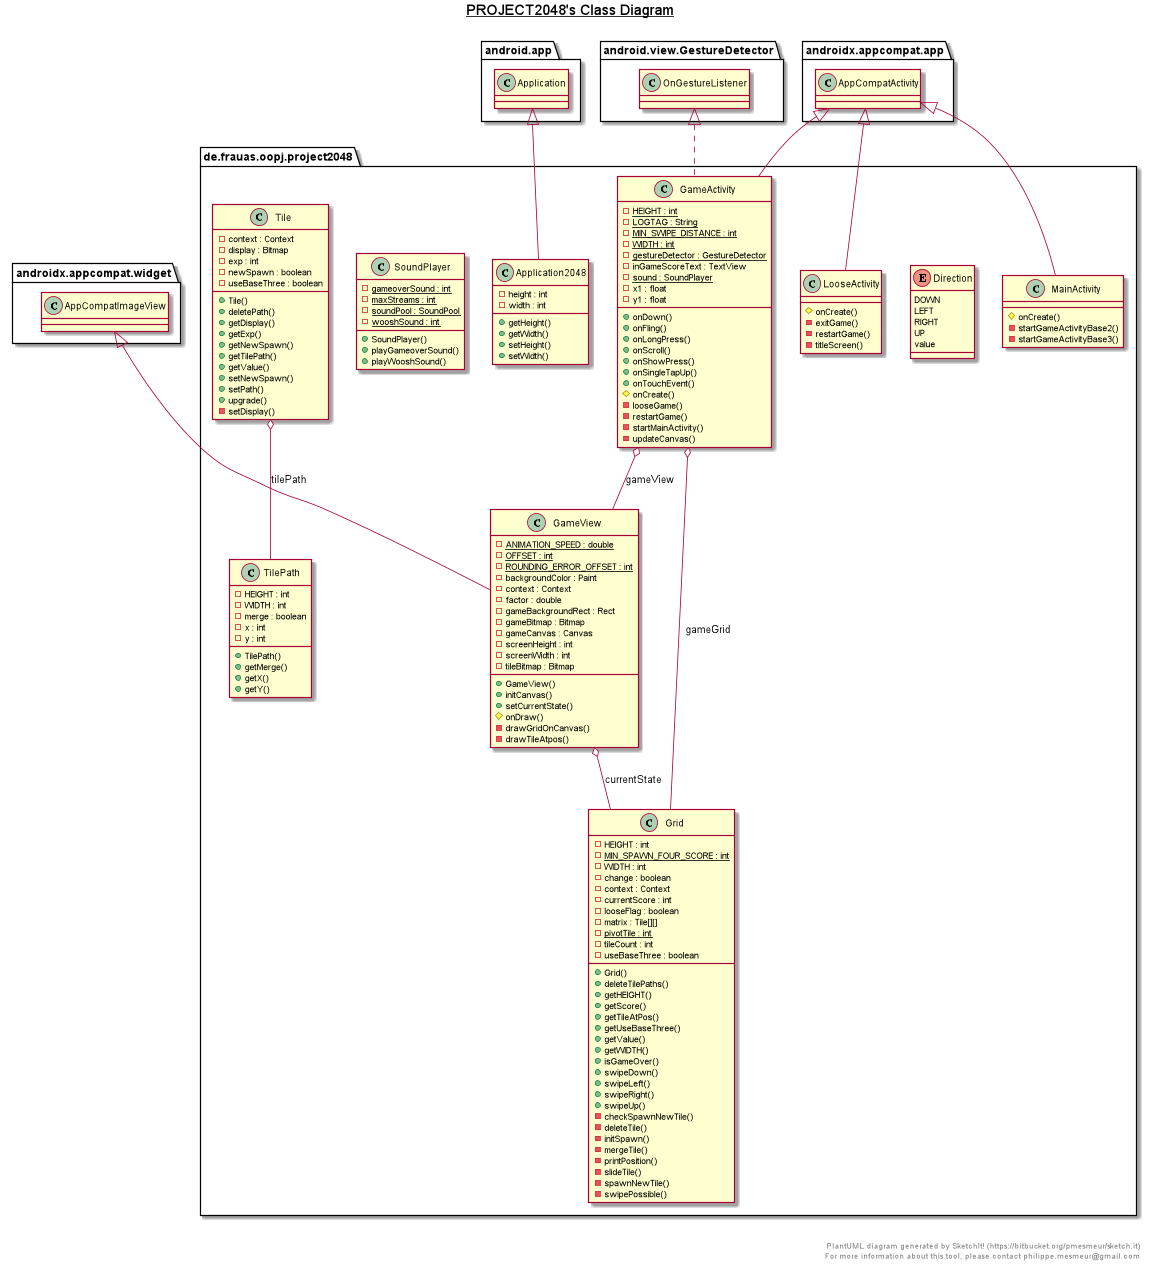 PROJECT2048's Class Diagram
android.app
C Application
android.view.GestureDetector
C OnGestureListener
androidx.appcompat.app
C AppCompatActivity
de.frauas.oopj.project2048
androidx.appcompat.widget
C AppCompatImageView
C Tile
context : Context
display : Bitmap
exp : int
newSpawn : boolean
useBaseThree : boolean
Tile()
deletePath()
getDisplay()
getExp()
getNewSpawn()
getTilePath()
getValue()
setNewSpawn()
setPath()
upgrade()
setDisplay()
C SoundPlayer
gameoverSound : int
maxStreams : int
soundPool : SoundPool
wooshSound : int
SoundPlayer()
playGameoverSound()
playWooshSound()
C Application2048
height : int
width : int
getHeight()
getWidth()
setHeight()
setWidth()
C GameActivity
HEIGHT : int
LOGTAG : String
MIN_SWIPE_DISTANCE : int
WIDTH : int
gestureDetector : GestureDetector
inGameScoreText : TextView
sound : SoundPlayer
x1 : float
y1 : float
onDown()
onFling()
onLongPress()
onScroll()
onShowPress()
onSingleTapUp()
onTouchEvent()
onCreate()
looseGame()
restartGame()
startMainActivity()
updateCanvas()
C LooseActivity
onCreate()
exitGame()
restartGame()
titleScreen()
E Direction
DOWN
LEFT
RIGHT
UP
value
C MainActivity
onCreate()
startGameActivityBase2()
startGameActivityBase3()
tilePath
gameView
C TilePath
HEIGHT : int
WIDTH : int
merge : boolean
x : int
y : int
TilePath()
getMerge()
getX()
getY()
C GameView
ANIMATION_SPEED : double
OFFSET : int
ROUNDING_ERROR_OFFSET : int
backgroundColor : Paint
context : Context
factor : double
gameBackgroundRect : Rect
gameBitmap : Bitmap
gameCanvas : Canvas
screenHeight : int
screenWidth : int
tileBitmap : Bitmap
GameView()
initCanvas()
setCurrentState()
onDraw()
drawGridOnCanvas()
drawTileAtpos()
gameGrid
currentState
C Grid
HEIGHT : int
MIN_SPAWN_FOUR_SCORE : int
WIDTH : int
change : boolean
context : Context
currentScore : int
looseFlag : boolean
matrix : Tile[][]
pivotTile : int
tileCount : int
useBaseThree : boolean
Grid()
deleteTilePaths()
getHEIGHT()
getScore()
getTileAtPos()
getUseBaseThree()
getValue()
getWIDTH()
isGameOver()
swipeDown()
swipeLeft()
swipeRight()
swipeUp()
checkSpawnNewTile()
deleteTile()
initSpawn()
mergeTile()
printPosition()
slideTile()
spawnNewTile()
swipePossible()
PlantUML diagram generated by SketchIt! (https://bitbucket.org/pmesmeur/sketch.it)
For more information about this tool, please contact philippe.mesmeur@gmail.com